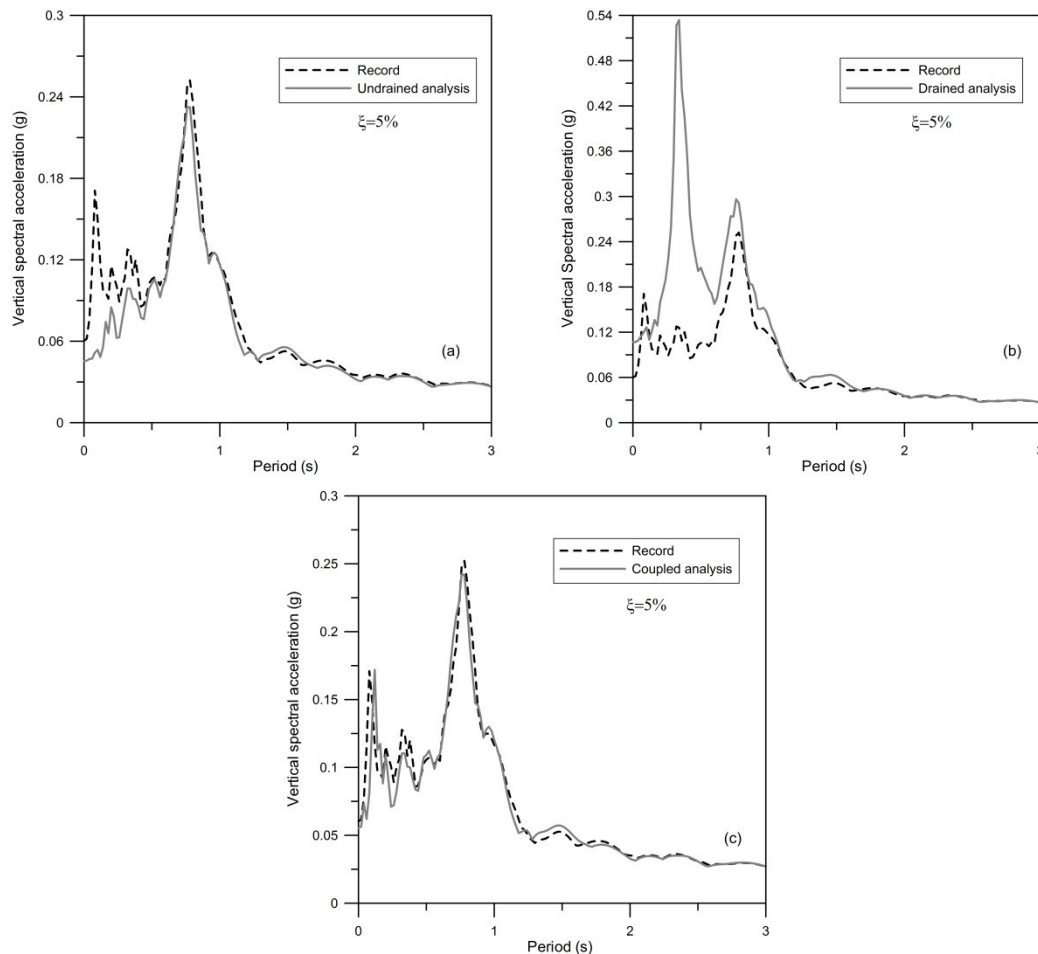 0.3
0.24
0.18
0.12
0.06
0
Vertical spectral acceleration (g)
Record
Undrained analysis
ξ=5%
(a)
0 1 2 3
Period (s)
0.54
0.48
0.42
0.36
0.3
0.24
0.18
0.12
0.06
0
Vertical Spectral acceleration (g)
Record
Drained analysis
ξ=5%
(b)
0 1 2 3
Period (s)
0.3
0.25
0.2
0.15
0.1
0.05
0
Vertical spectral acceleration (g)
Record
Coupled analysis
ξ=5%
(c)
0 1 2 3
Period (s)